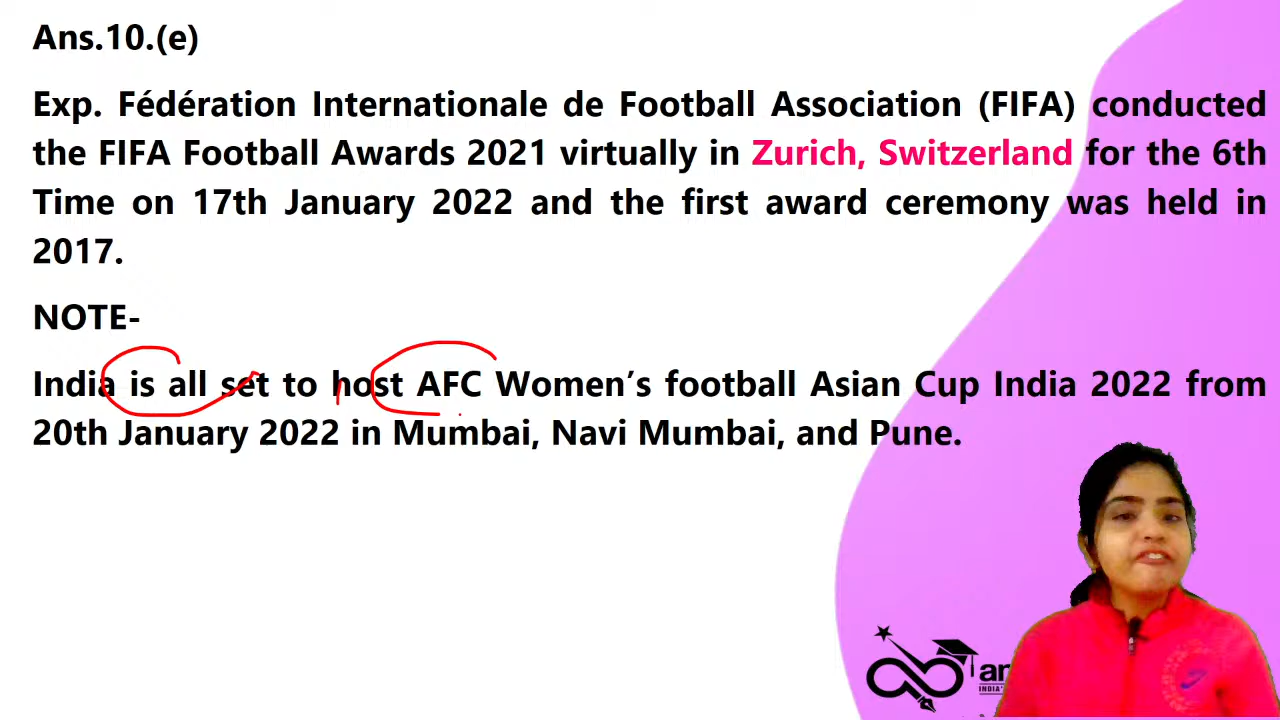 Ans.10.(e)
Exp. Fédération Internationale de Football Association (FIFA) conducted
the FIFA Football Awards 2021 virtually in Zurich, Switzerland for the 6th
Time on 17th January 2022 and the first award ceremony was held in
2017.
NOTE-
India is all set to host AFC Women’s football Asian Cup India 2022 from
20th January 2022 in Mumbai, Navi Mumbai, and Pune.